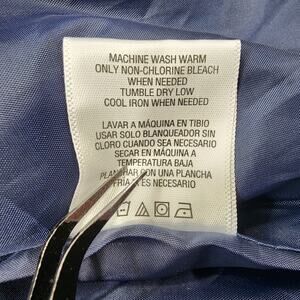 MACHINE WASH WARM
ONLY NON-CHLORINE BLEACH
WHEN NEEDED
TUMBLE DRY LOW
COOL IRON WHEN NEEDED
LAVAR A MÁQUINA EN TIBIO
USAR SOLO BLANQUEADOR SIN
CLORO CUANDO SEA NECESARIO
SECAR EN MÁQUINA A
TEMPERATURA BAJA
PLANCHAR CON UNA PLANCHA
FRÍA ES NECESARIO